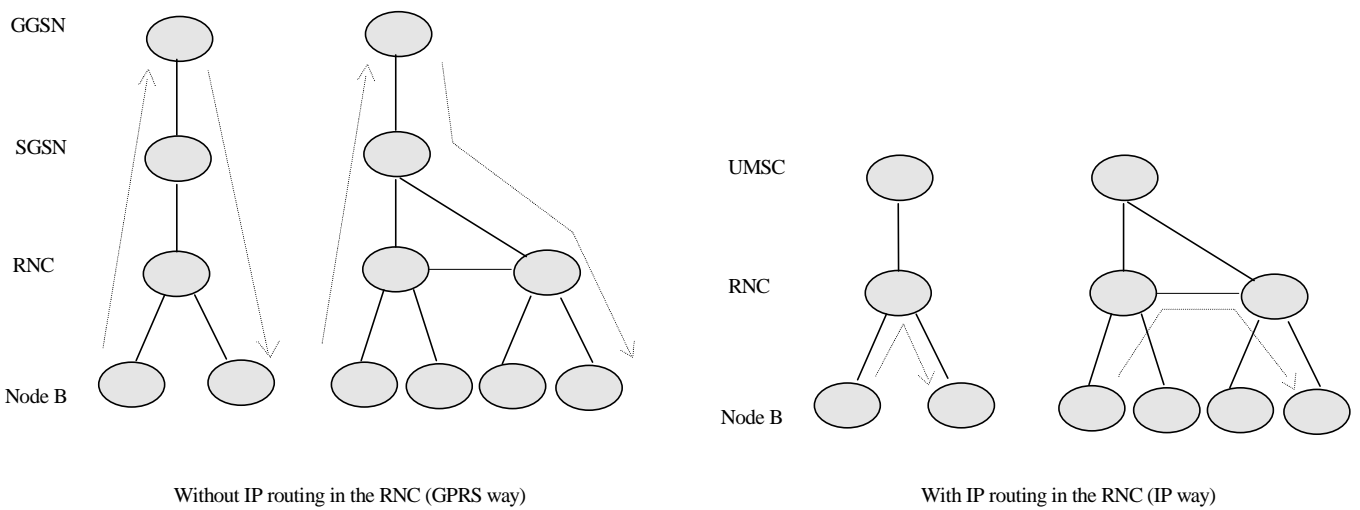 GGSN
SGSN
RNC
Node B
Without IP routing in the RNC (GPRS way)
UMSC
RNC
Node B
With IP routing in the RNC (IP way)